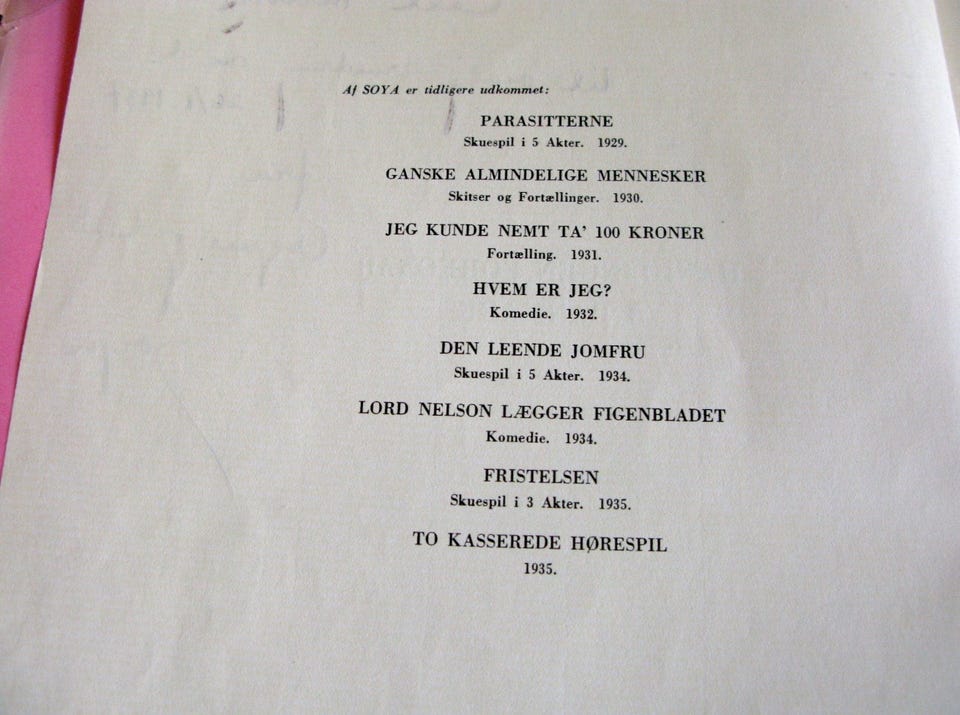 Af SOYA er tidligere udkommet:
PARASITTERNE
Skuespil i 5 Akter. 1929.
GANSKE ALMINDELIGE MENNESKER
Skitser og Fortællinger. 1930.
JEG KUNDE NEMT TA' 100 KRONER
Fortælling. 1931.
HVEM ER JEG?
Komedie. 1932.
DEN LEENDE JOMFRU
Skuespil i 5 Akter. 1934.
LORD NELSON LÆGGER FIGENBLADET
Komedie. 1934.
FRISTELSEN
Skuespil i 3 Akter. 1935.
TO KASSEREDE HØRESPIL
1935.